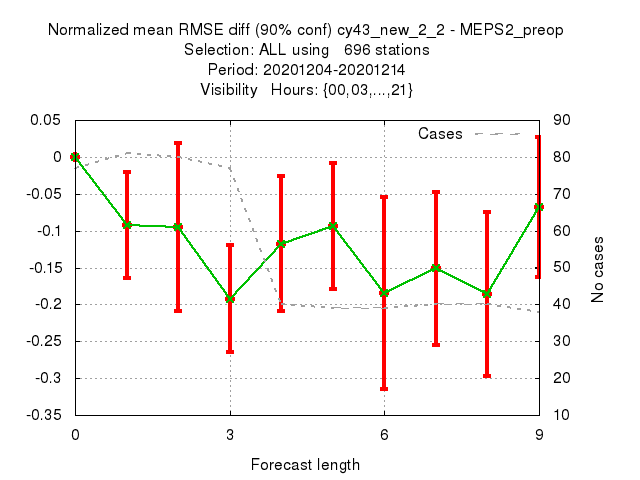 Normalized mean RMSE diff (90% conf) cy43_new_2_2 - MEPS2_preop
Selection: ALL using 696 stations
Period: 20201204-20201214
Visibility Hours: {00,03,...,21}
0.05 90
Cases
0 80
-0.05 70
-0.1 60
-0.15 50
-0.2 40
-0.25 30
-0.3 20
-0.35 10
No cases
0 3 6 9
Forecast length